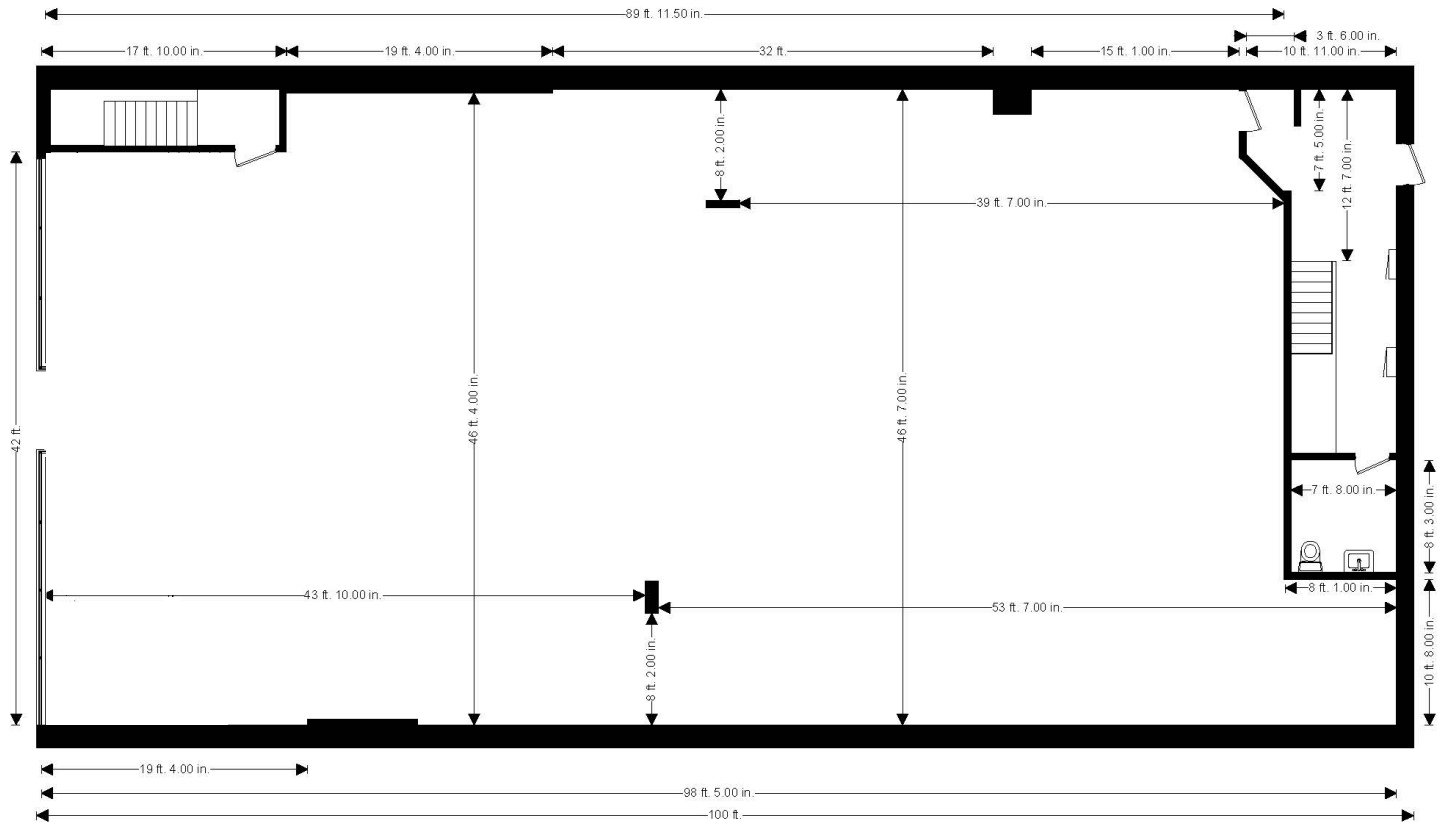 89 ft. 11.50 in.
3 ft. 6.00 in.
17 ft. 10.00 in.
19 ft. 4.00 in.
32 ft.
15 ft. 1.00 in.
10 ft. 11.00 in.
8 ft. 2.00 in.
7 ft. 5.00 in.
12 ft. 7.00 in.
39 ft. 7.00 in.
42 ft.
46 ft. 4.00 in.
46 ft. 7.00 in.
7 ft. 8.00 in.
8 ft. 3.00 in.
43 ft. 10.00 in.
8 ft. 1.00 in.
53 ft. 7.00 in.
8 ft. 2.00 in.
10 ft. 8.00 in.
19 ft. 4.00 in.
98 ft. 5.00 in.
100 ft.